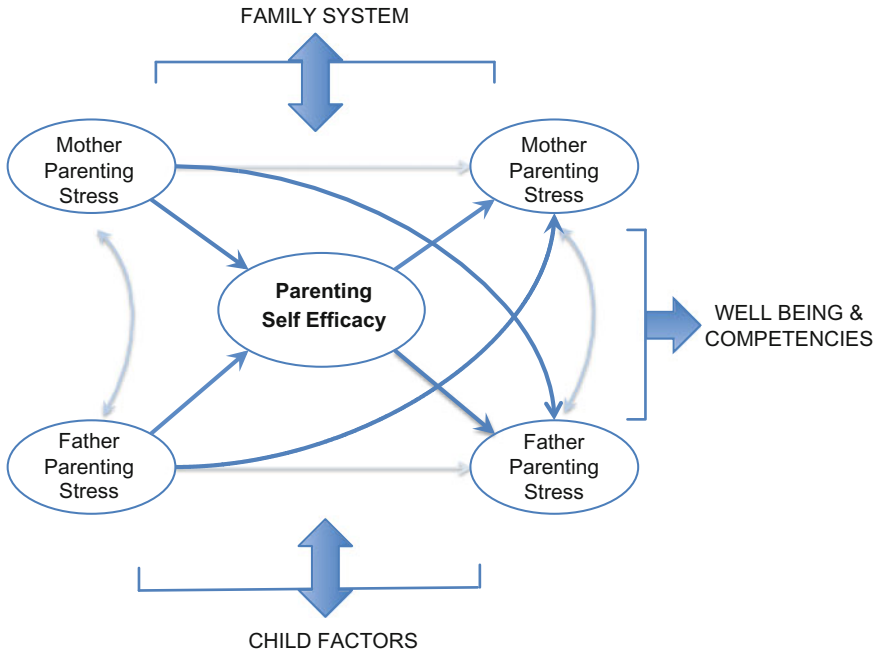 FAMILY SYSTEM
Mother
Parenting
Stress
Mother
Parenting
Stress
Parenting
Self Efficacy
WELL BEING &
COMPETENCIES
Father
Parenting
Stress
Father
Parenting
Stress
CHILD FACTORS